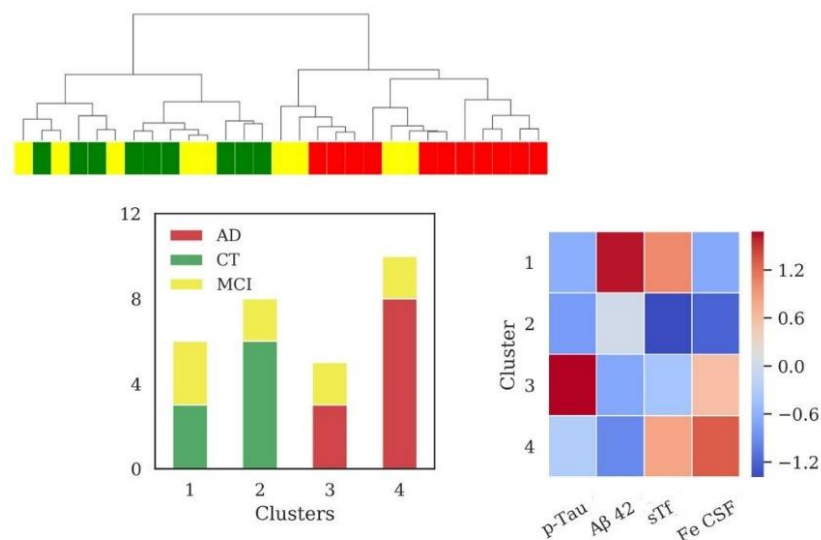 12
8
4
0
AD
CT
MCI
1
2
3
4
Clusters
Cluster
1
2
3
4
p-Tau
Aβ 42
sTf
Fe CSF
1.2
0.6
0.0
−0.6
−1.2